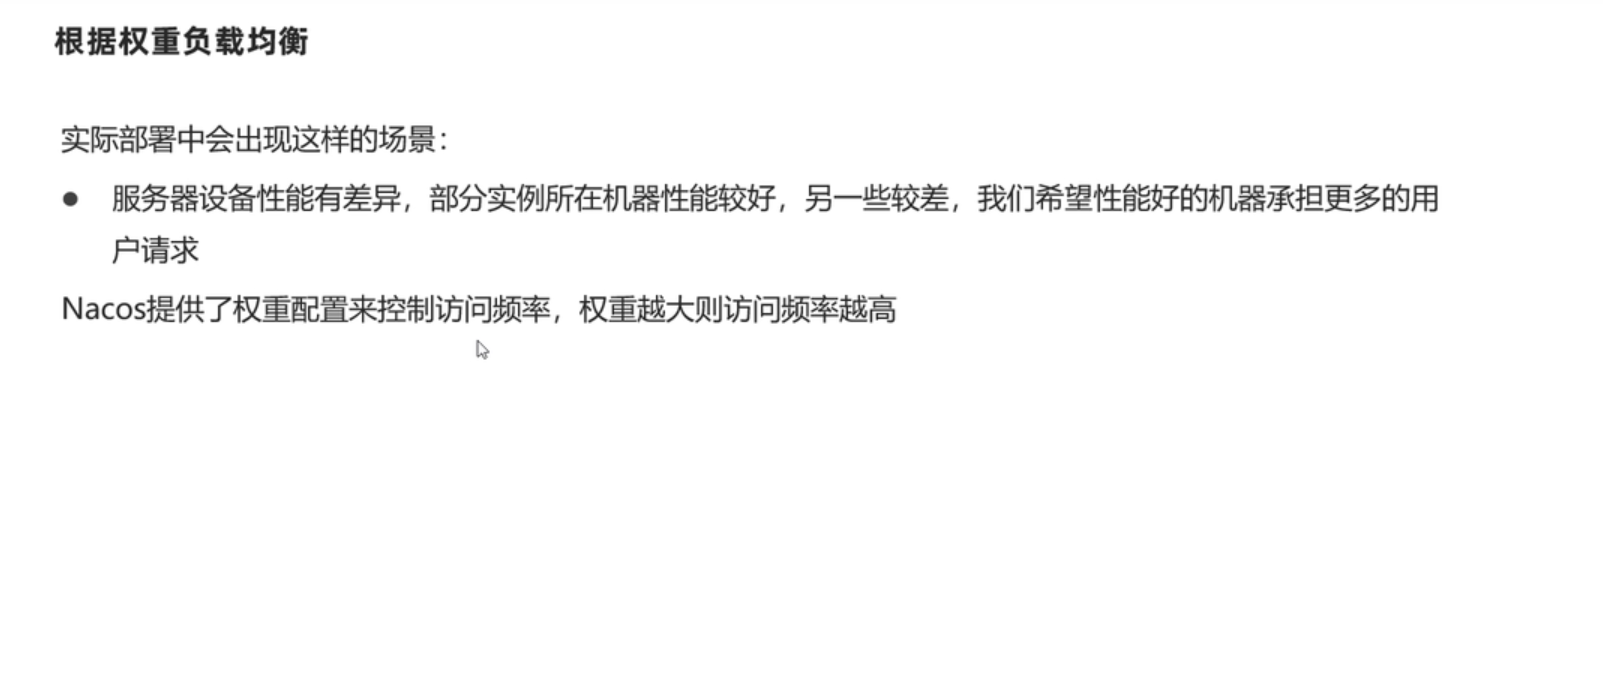 根据权重负载均衡
实际部署中会出现这样的场景：
● 服务器设备性能有差异，部分实例所在机器性能较好，另一些较差，我们希望性能好的机器承担更多的用
户请求
Nacos提供了权重配置来控制访问频率，权重越大则访问频率越高